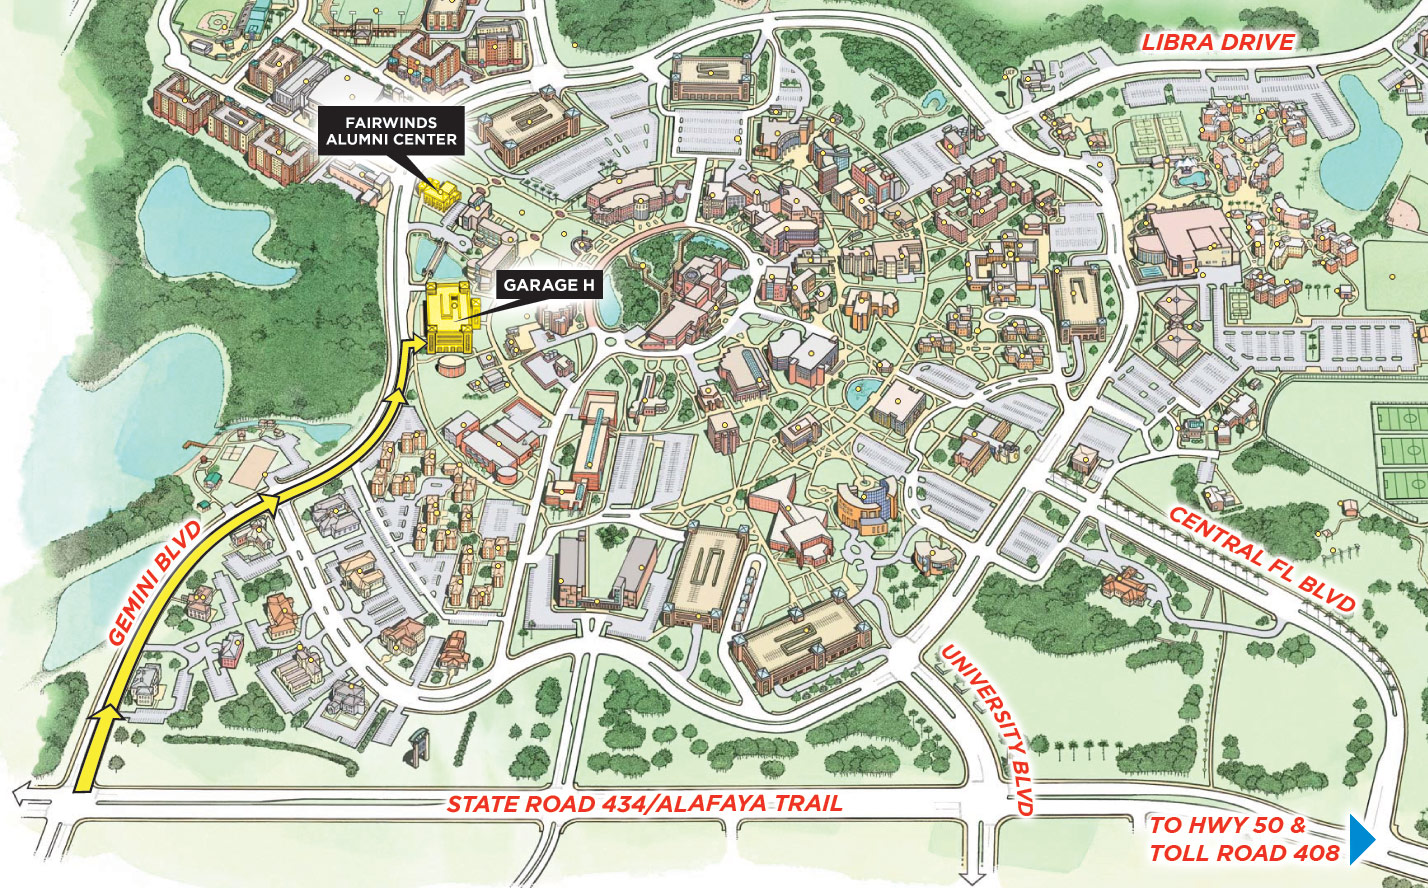 LIBRA DRIVE
FAIRWINDS
ALUMNI CENTER
GARAGE H
GEMINI BLVD
CENTRAL FL BLVD
UNIVERSITY BLVD
STATE ROAD 434/ALAFAYA TRAIL
TO HWY 50 &
TOLL ROAD 408